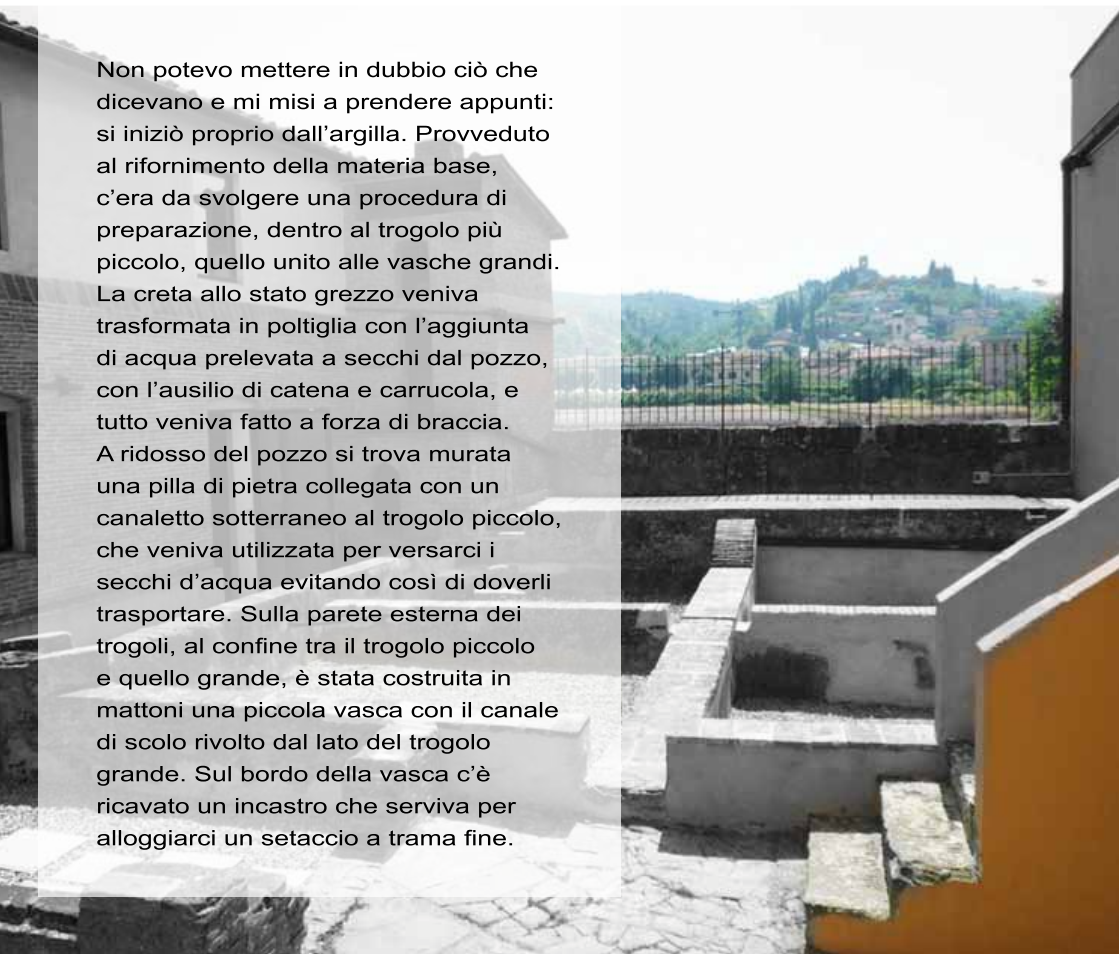 Non potevo mettere in dubbio ciò che
dicevano e mi misi a prendere appunti:
si iniziò proprio dall’argilla. Provveduto
al rifornimento della materia base,
c’era da svolgere una procedura di
preparazione, dentro al trogolo più
piccolo, quello unito alle vasche grandi.
La creta allo stato grezzo veniva
trasformata in poltiglia con l’aggiunta
di acqua prelevata a secchi dal pozzo,
con l’ausilio di catena e carrucola, e
tutto veniva fatto a forza di braccia.
A ridosso del pozzo si trova murata
una pilla di pietra collegata con un
canaletto sotterraneo al trogolo piccolo,
che veniva utilizzata per versarci i
secchi d’acqua evitando così di doverli
trasportare. Sulla parete esterna dei
trogoli, al confine tra il trogolo piccolo
e quello grande, è stata costruita in
mattoni una piccola vasca con il canale
di scolo rivolto dal lato del trogolo
grande. Sul bordo della vasca c’è
ricavato un incastro che serviva per
alloggiarci un setaccio a trama fine.